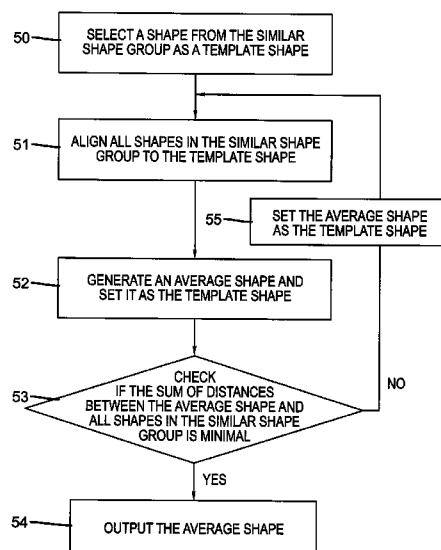 50
SELECT A SHAPE FROM THE SIMILAR
SHAPE GROUP AS A TEMPLATE SHAPE
51
ALIGN ALL SHAPES IN THE SIMILAR SHAPE
GROUP TO THE TEMPLATE SHAPE
55
SET THE AVERAGE SHAPE
AS THE TEMPLATE SHAPE
52
GENERATE AN AVERAGE SHAPE AND
SET IT AS THE TEMPLATE SHAPE
53
CHECK
IF THE SUM OF DISTANCES
BETWEEN THE AVERAGE SHAPE AND
ALL SHAPES IN THE SIMILAR SHAPE
GROUP IS MINIMAL
NO
YES
54
OUTPUT THE AVERAGE SHAPE